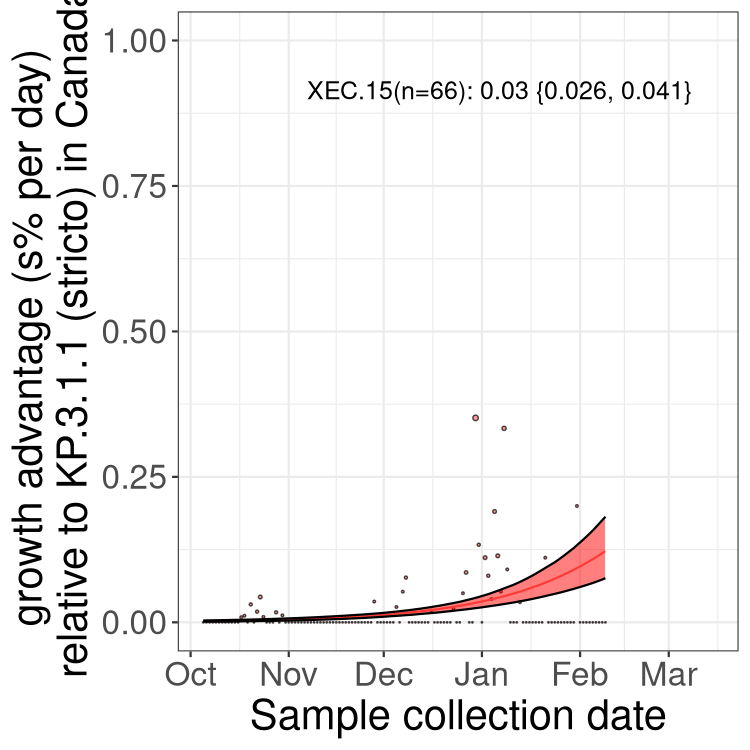 growth advantage (s% per day)
relative to KP.3.1.1 (stricto) in Canada
1.00
XEC.15(n=66): 0.03 {0.026, 0.041}
0.75
0.50
0.25
0.00
Oct Nov Dec Jan Feb Mar
Sample collection date